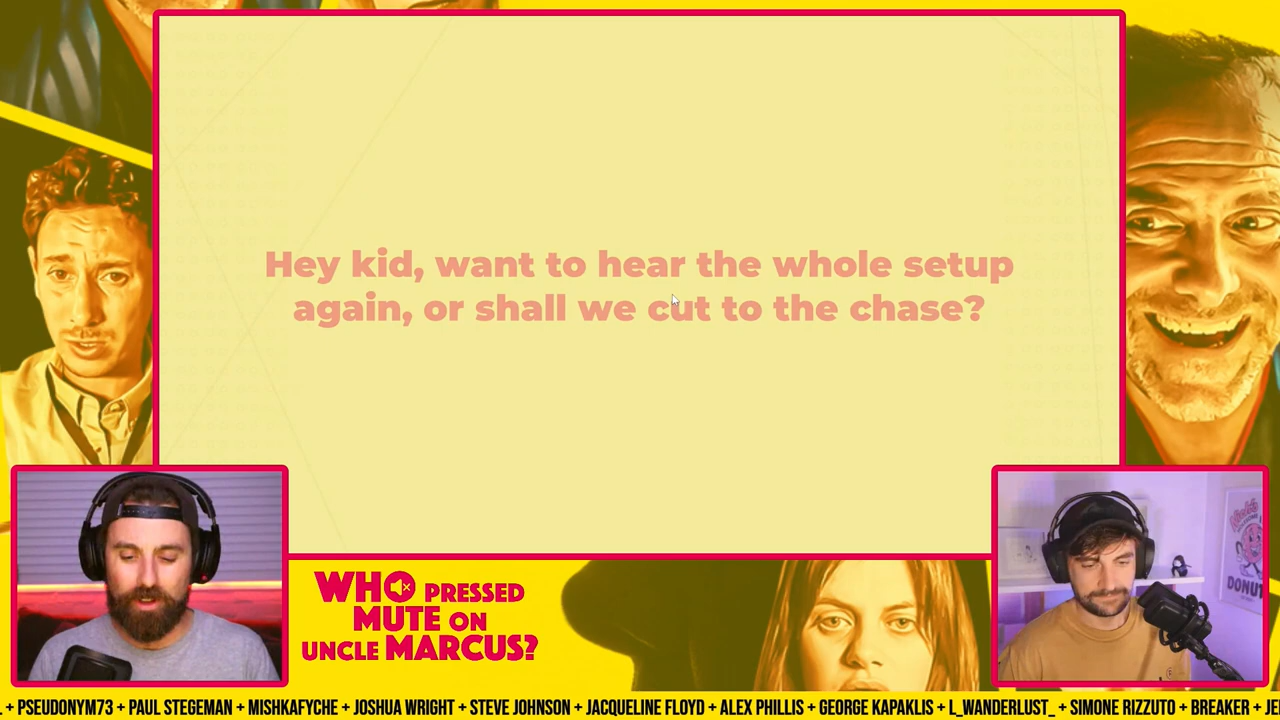 Hey kid, want to hear the whole setup
again, or shall we cut to the chase?
WHO PRESSED
MUTE ON
UNCLE MARCUS?
DONUT
+ PSEUDONYM73 + PAUL STEGEMAN + MISHKAFYCHE + JOSHUA WRIGHT + STEVE JOHNSON + JACQUELINE FLOYD + ALEX PHILLIS + GEORGE KAPAKLIS + L_WANDERLUST_ + SIMONE RIZZUTO + BREAKER + JE